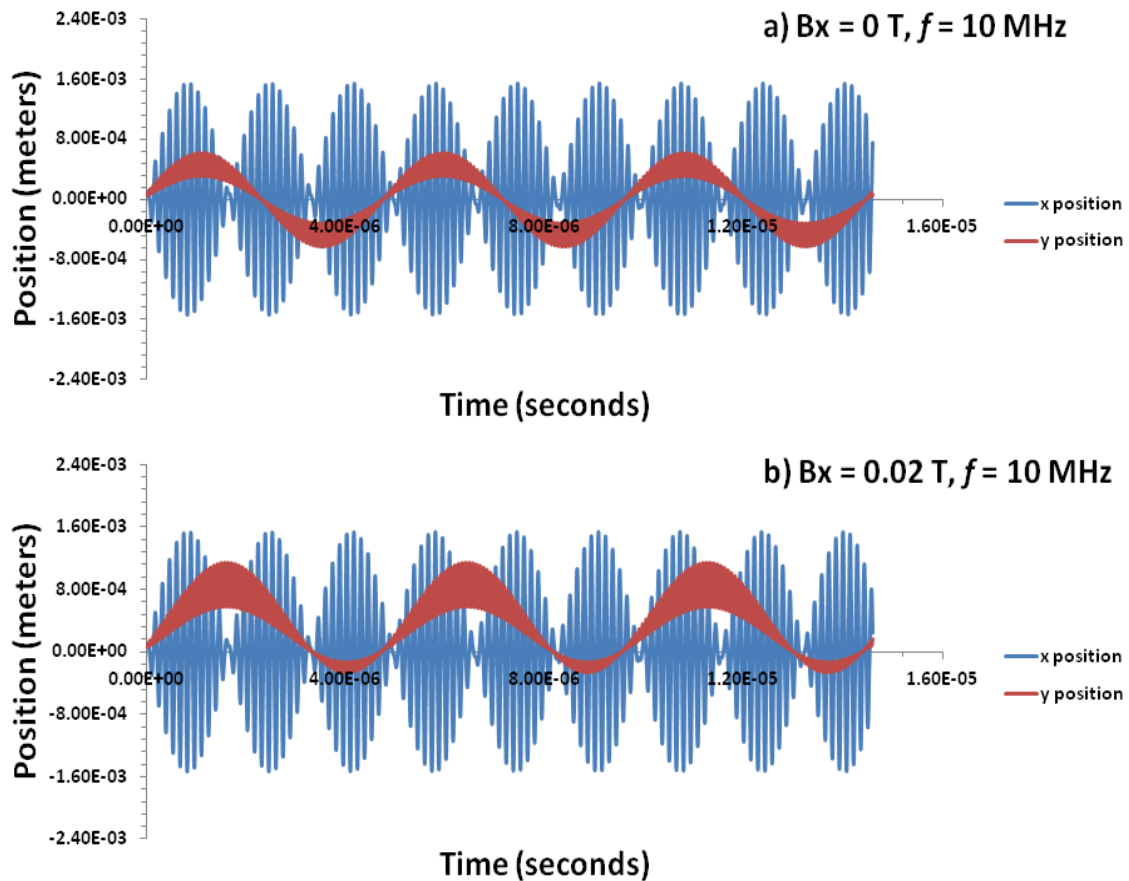 a) Bx = 0 T, f = 10 MHz
2.40E-03
1.60E-03
8.00E-04
0.00E+00
-8.00E-04
-1.60E-03
-2.40E-03
Position (meters)
0.00E+00 4.00E-06 8.00E-06 1.20E-05 1.60E-05
Time (seconds)
x position
y position
b) Bx = 0.02 T, f = 10 MHz
2.40E-03
1.60E-03
8.00E-04
0.00E+00
-8.00E-04
-1.60E-03
-2.40E-03
Position (meters)
0.00E+00 4.00E-06 8.00E-06 1.20E-05 1.60E-05
Time (seconds)
x position
y position